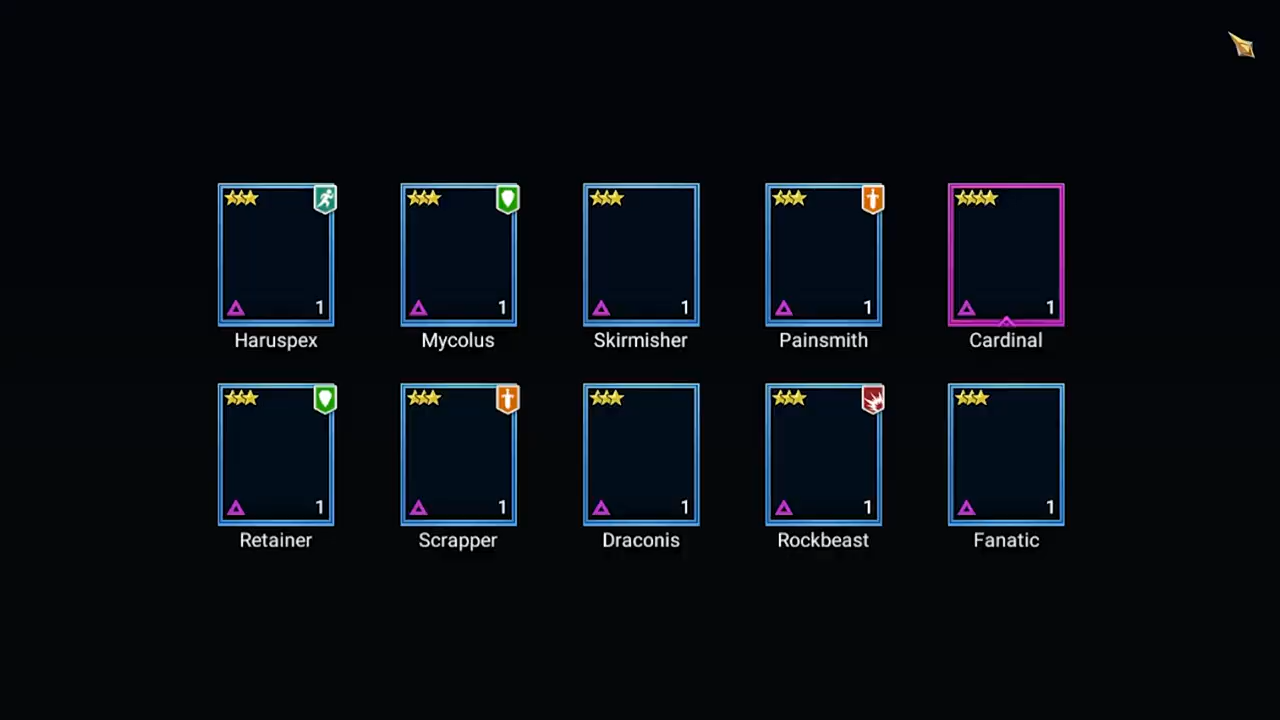 1 1 1 1 1
Haruspex Mycolus Skirmisher Painsmith Cardinal
1 1 1 1 1
Retainer Scrapper Draconis Rockbeast Fanatic